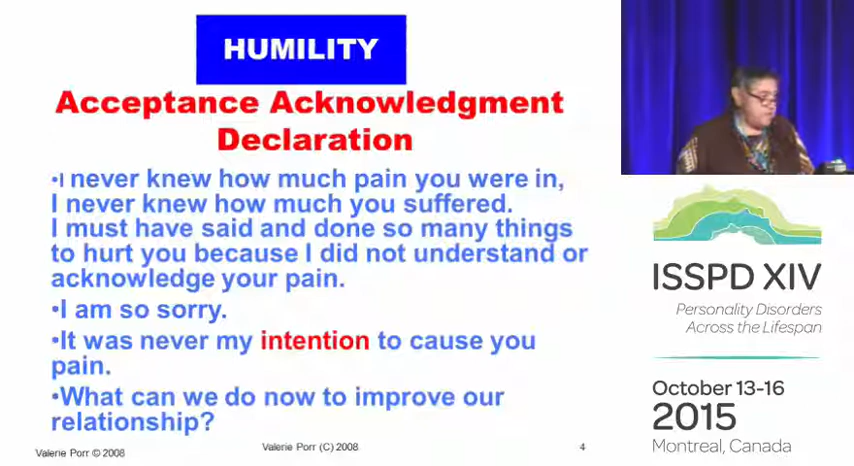 HUMILITY
Acceptance Acknowledgment
Declaration
•I never knew how much pain you were in,
I never knew how much you suffered.
I must have said and done so many things
to hurt you because I did not understand or
acknowledge your pain.
•I am so sorry.
•It was never my intention to cause you
pain.
•What can we do now to improve our
relationship?
Valerie Porr © 2008
Valerie Porr (C) 2008
4
ISSPD XIV
Personality Disorders
Across the Lifespan
October 13-16
2015
Montreal, Canada